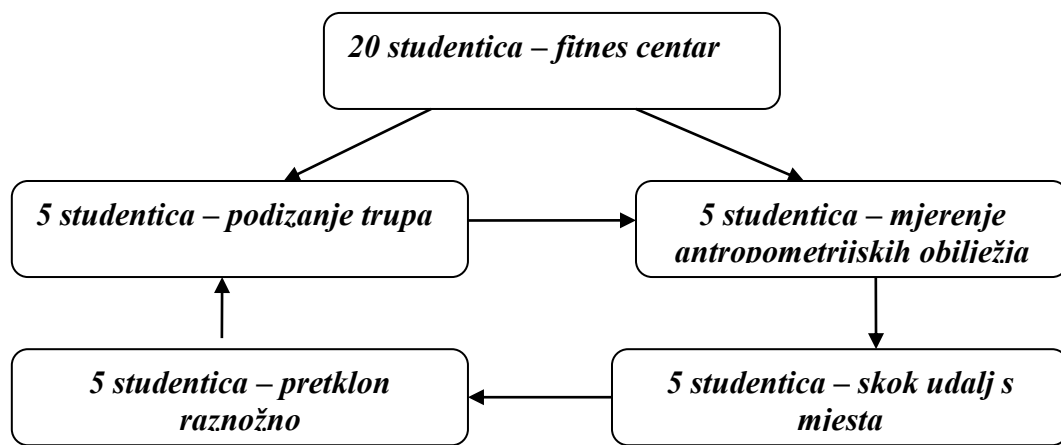 20 studentica – fitnes centar
5 studentica – podizanje trupa
5 studentica – mjerenje
antropometrijskih obilježja
5 studentica – pretklon
raznožno
5 studentica – skok udalj s
mjesta